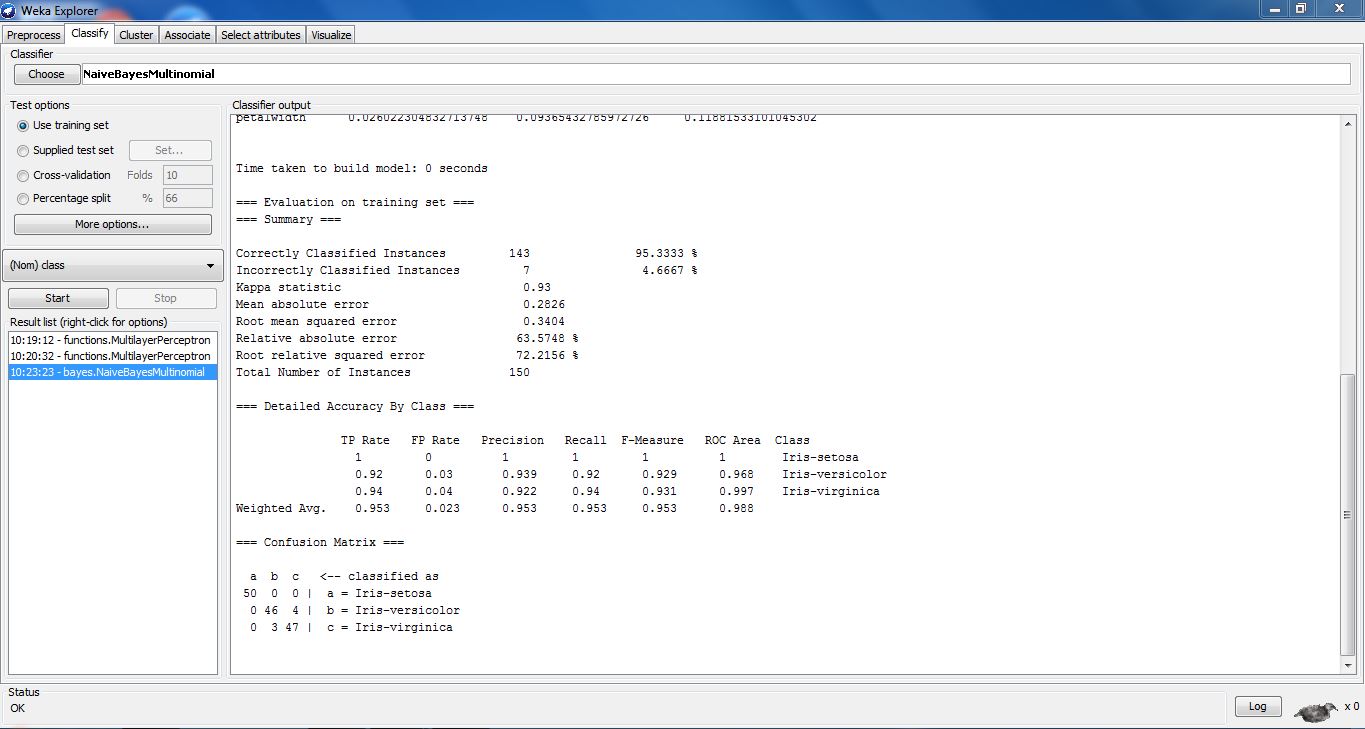 Weka Explorer
Preprocess Classify Cluster Associate Select attributes Visualize
Classifier
Choose NaiveBayesMultinomial
Test options
Use training set
Supplied test set Set...
Cross-validation Folds 10
Percentage split % 66
More options...
(Nom) class
Start Stop
Result list (right-click for options)
10:19:12 - functions.MultilayerPerceptron
10:20:32 - functions.MultilayerPerceptron
10:23:23 - bayes.NaiveBayesMultinomial
Classifier output
petalwidth 0.026022304832713748 0.09365432785972726 0.11881533101045302
Time taken to build model: 0 seconds
=== Evaluation on training set ===
=== Summary ===
Correctly Classified Instances 143 95.3333 %
Incorrectly Classified Instances 7 4.6667 %
Kappa statistic 0.93
Mean absolute error 0.2826
Root mean squared error 0.3404
Relative absolute error 63.5748 %
Root relative squared error 72.2156 %
Total Number of Instances 150
=== Detailed Accuracy By Class ===
TP Rate FP Rate Precision Recall F-Measure ROC Area Class
1 0 1 1 1 1 Iris-setosa
0.92 0.03 0.939 0.92 0.929 0.968 Iris-versicolor
0.94 0.04 0.922 0.94 0.931 0.997 Iris-virginica
Weighted Avg. 0.953 0.023 0.953 0.953 0.953 0.988
=== Confusion Matrix ===
a b c <-- classified as
50 0 0 | a = Iris-setosa
0 46 4 | b = Iris-versicolor
0 3 47 | c = Iris-virginica
Status
OK
Log x 0